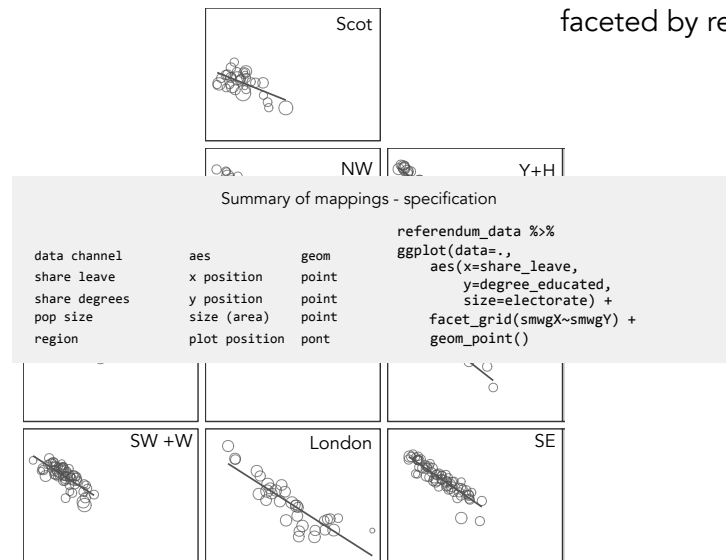 faceted by re
Scot
NW
Y+H
Summary of mappings - specification
data channel aes geom
share leave x position point
share degrees y position point
pop size size (area) point
region plot position pont
referendum_data %>%
ggplot(data=.,
aes(x=share_leave,
y=degree_educated,
size=electorate) +
facet_grid(smwgX~smwgY) +
geom_point()
SW +W
London
SE